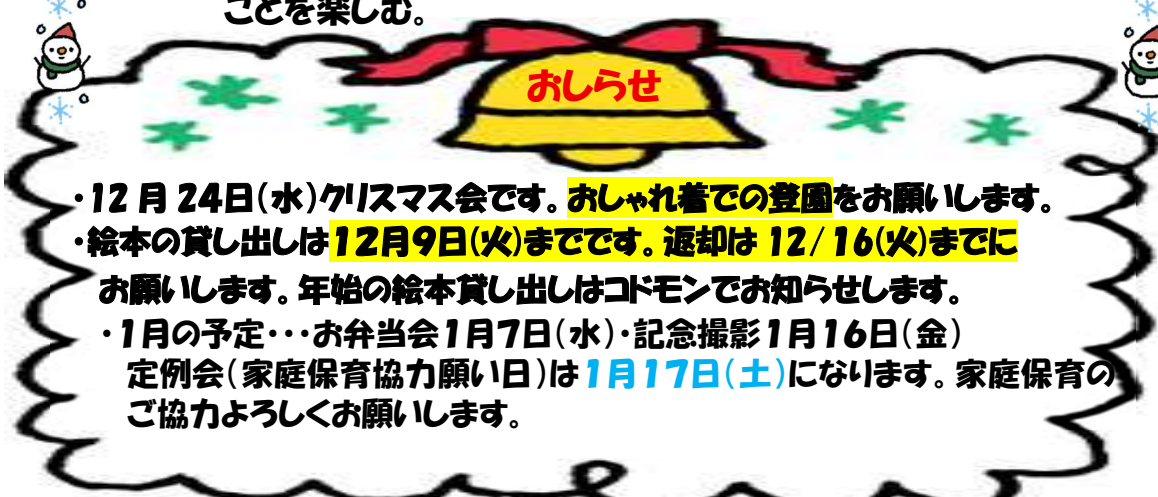 ことを楽しむ。
おしらせ
・12月24日(水)クリスマス会です。おしゃれ着での登園をお願いします。
・絵本の貸し出しは12月9日(火)までです。返却は12/16(火)までに
お願いします。年始の絵本貸し出しはコドモンでお知らせします。
・1月の予定・・・お弁当会1月7日(水)・記念撮影1月16日(金)
定例会(家庭保育協力願い日)は1月17日(土)になります。家庭保育の
ご協力よろしくお願いします。